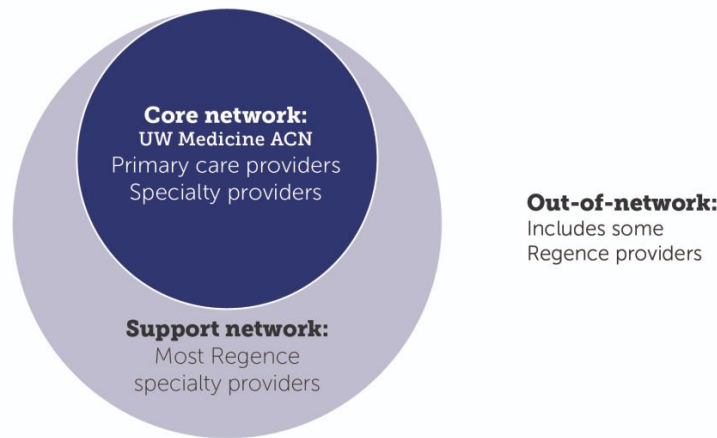 Core network:
UW Medicine ACN
Primary care providers
Specialty providers
Out-of-network:
Includes some
Regence providers
Support network:
Most Regence
specialty providers